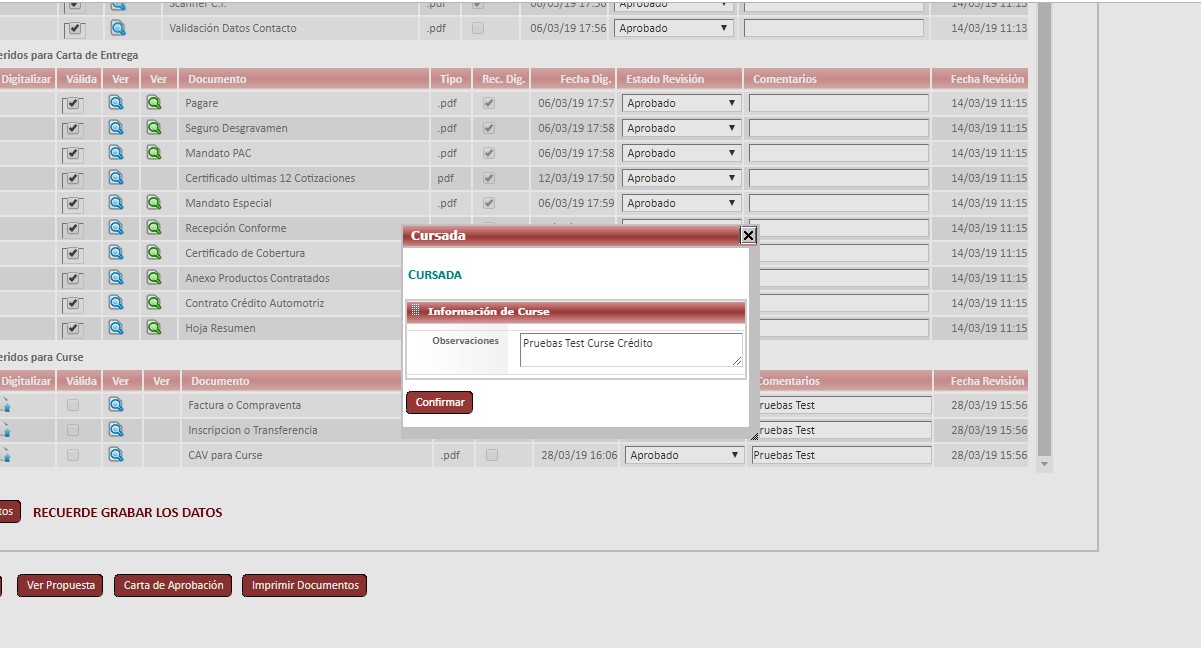 Scanner C.I. .pdf 06/03/19 17:56 Aprobado 14/03/19 11:13
Validación Datos Contacto .pdf 06/03/19 17:56 Aprobado 14/03/19 11:13
eridos para Carta de Entrega
Digitalizar Válida Ver Ver Documento Tipo Rec. Dig. Fecha Dig. Estado Revisión Comentarios Fecha Revisión
Pagare .pdf 06/03/19 17:57 Aprobado 14/03/19 11:15
Seguro Desgravamen .pdf 06/03/19 17:58 Aprobado 14/03/19 11:15
Mandato PAC .pdf 06/03/19 17:58 Aprobado 14/03/19 11:15
Certificado ultimas 12 Cotizaciones pdf 12/03/19 17:50 Aprobado 14/03/19 11:15
Mandato Especial .pdf 06/03/19 17:59 Aprobado 14/03/19 11:15
Recepción Conforme 14/03/19 11:15
Certificado de Cobertura 14/03/19 11:15
Anexo Productos Contratados 14/03/19 11:15
Contrato Crédito Automotriz 14/03/19 11:15
Hoja Resumen 14/03/19 11:15
Cursada
CURSADA
Información de Curse
Observaciones Pruebas Test Curse Crédito
Confirmar
eridos para Curse
Digitalizar Válida Ver Ver Documento Comentarios Fecha Revisión
Factura o Compraventa Pruebas Test 28/03/19 15:56
Inscripcion o Transferencia Pruebas Test 28/03/19 15:56
CAV para Curse .pdf 28/03/19 16:06 Aprobado Pruebas Test 28/03/19 15:56
tos RECUERDE GRABAR LOS DATOS
Ver Propuesta Carta de Aprobación Imprimir Documentos